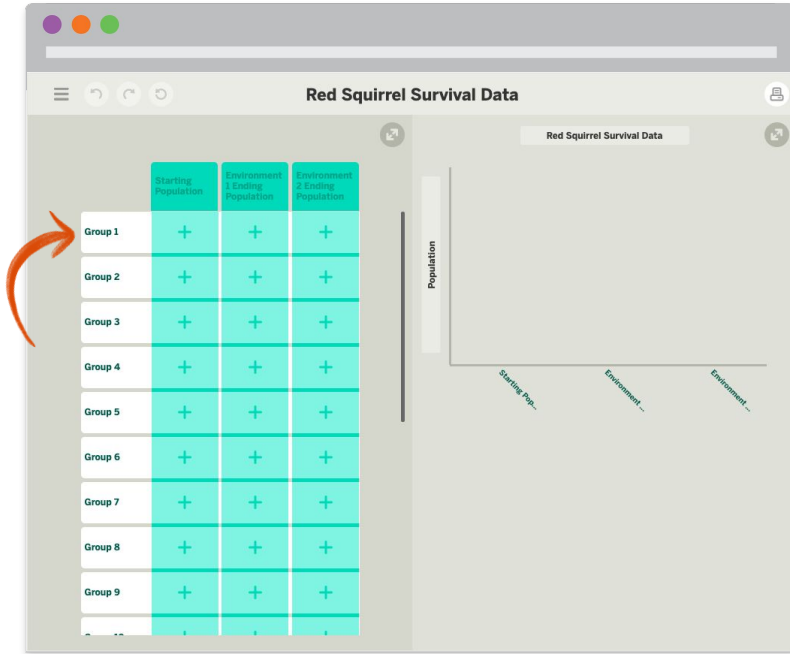 Red Squirrel Survival Data
Starting
Population
Environment
1 Ending
Population
Environment
2 Ending
Population
Group 1
Group 2
Group 3
Group 4
Group 5
Group 6
Group 7
Group 8
Group 9
Red Squirrel Survival Data
Population
Starting Pop...
Environment ...
Environment ...